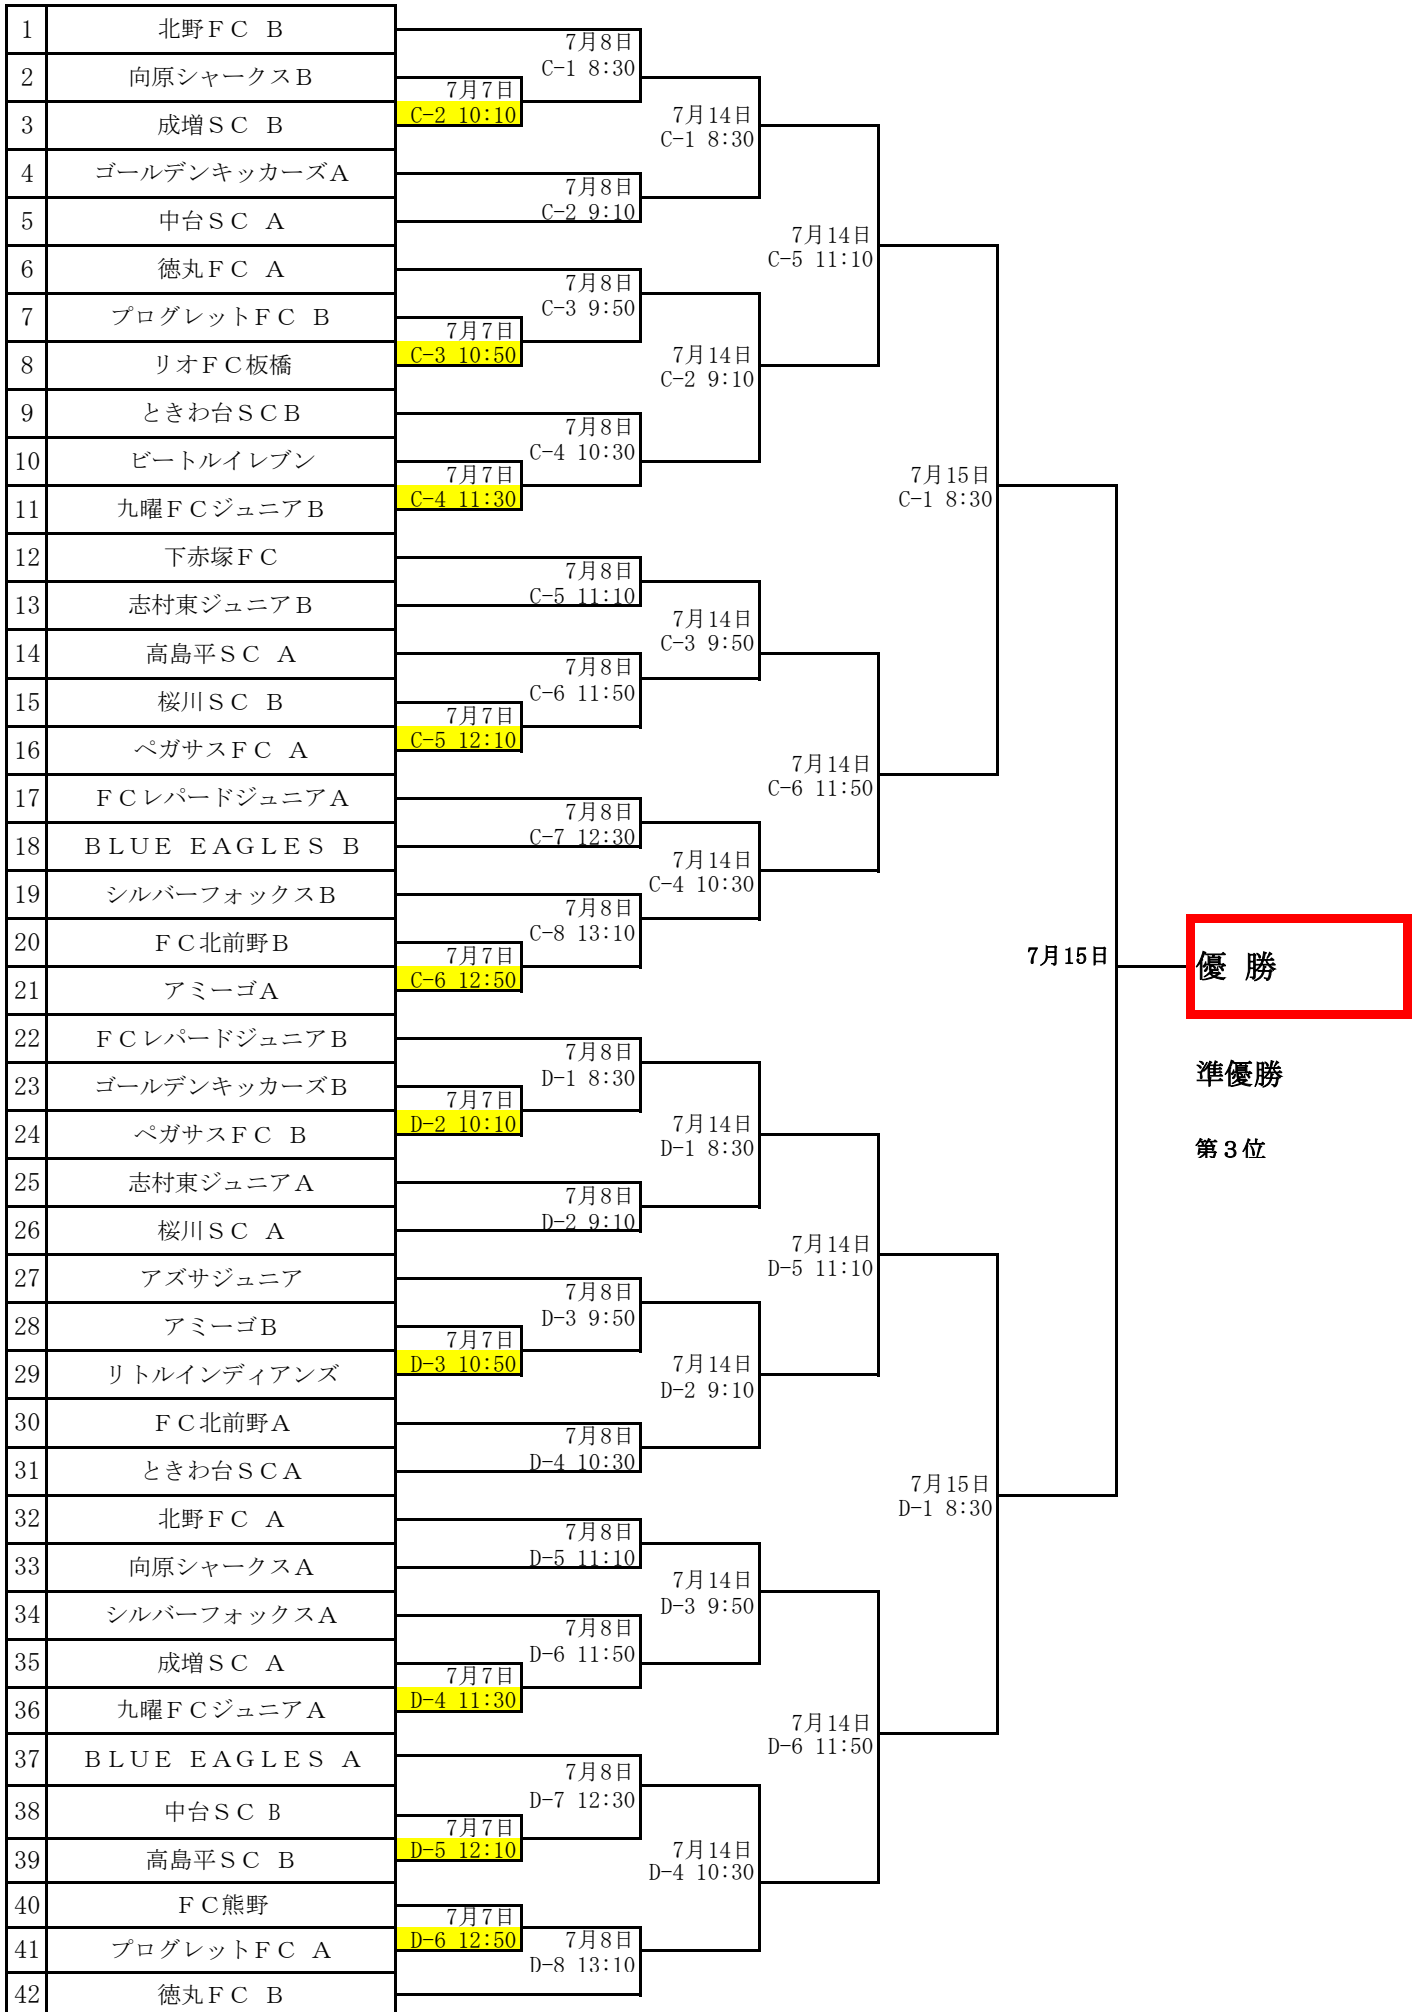 1 北野ＦＣ Ｂ
7月8日
C-1 8:30
2 向原シャークスＢ
7月7日
C-2 10:10
3 成増ＳＣ Ｂ
7月14日
C-1 8:30
4 ゴールデンキッカーズＡ
7月8日
C-2 9:10
5 中台ＳＣ Ａ
7月14日
C-5 11:10
6 徳丸ＦＣ Ａ
7月8日
C-3 9:50
7 プログレットＦＣ Ｂ
7月7日
C-3 10:50
8 リオＦＣ板橋
7月14日
C-2 9:10
9 ときわ台ＳＣＢ
7月8日
C-4 10:30
10 ビートルイレブン
7月7日
C-4 11:30
11 九曜ＦＣジュニアＢ
7月15日
C-1 8:30
12 下赤塚ＦＣ
7月8日
C-5 11:10
13 志村東ジュニアＢ
7月14日
C-3 9:50
14 高島平ＳＣ Ａ
7月8日
C-6 11:50
15 桜川ＳＣ Ｂ
7月7日
C-5 12:10
16 ペガサスＦＣ Ａ
7月14日
C-6 11:50
17 ＦＣレパードジュニアＡ
7月8日
C-7 12:30
18 ＢＬＵＥ ＥＡＧＬＥＳ Ｂ
7月14日
C-4 10:30
19 シルバーフォックスＢ
7月8日
C-8 13:10
20 ＦＣ北前野Ｂ
7月7日
C-6 12:50
21 アミーゴＡ
7月15日
優 勝
準優勝
第３位
22 ＦＣレパードジュニアＢ
7月8日
D-1 8:30
23 ゴールデンキッカーズＢ
7月7日
D-2 10:10
24 ペガサスＦＣ Ｂ
7月14日
D-1 8:30
25 志村東ジュニアＡ
7月8日
D-2 9:10
26 桜川ＳＣ Ａ
7月14日
D-5 11:10
27 アズサジュニア
7月8日
D-3 9:50
28 アミーゴＢ
7月7日
D-3 10:50
29 リトルインディアンズ
7月14日
D-2 9:10
30 ＦＣ北前野Ａ
7月8日
D-4 10:30
31 ときわ台ＳＣＡ
7月15日
D-1 8:30
32 北野ＦＣ Ａ
7月8日
D-5 11:10
33 向原シャークスＡ
7月14日
D-3 9:50
34 シルバーフォックスＡ
7月8日
D-6 11:50
35 成増ＳＣ Ａ
7月7日
D-4 11:30
36 九曜ＦＣジュニアＡ
7月14日
D-6 11:50
37 ＢＬＵＥ ＥＡＧＬＥＳ Ａ
7月8日
D-7 12:30
38 中台ＳＣ B
7月7日
D-5 12:10
39 高島平ＳＣ Ｂ
7月14日
D-4 10:30
40 ＦＣ熊野
7月7日
D-6 12:50
41 プログレットＦＣ Ａ
7月8日
D-8 13:10
42 徳丸ＦＣ Ｂ